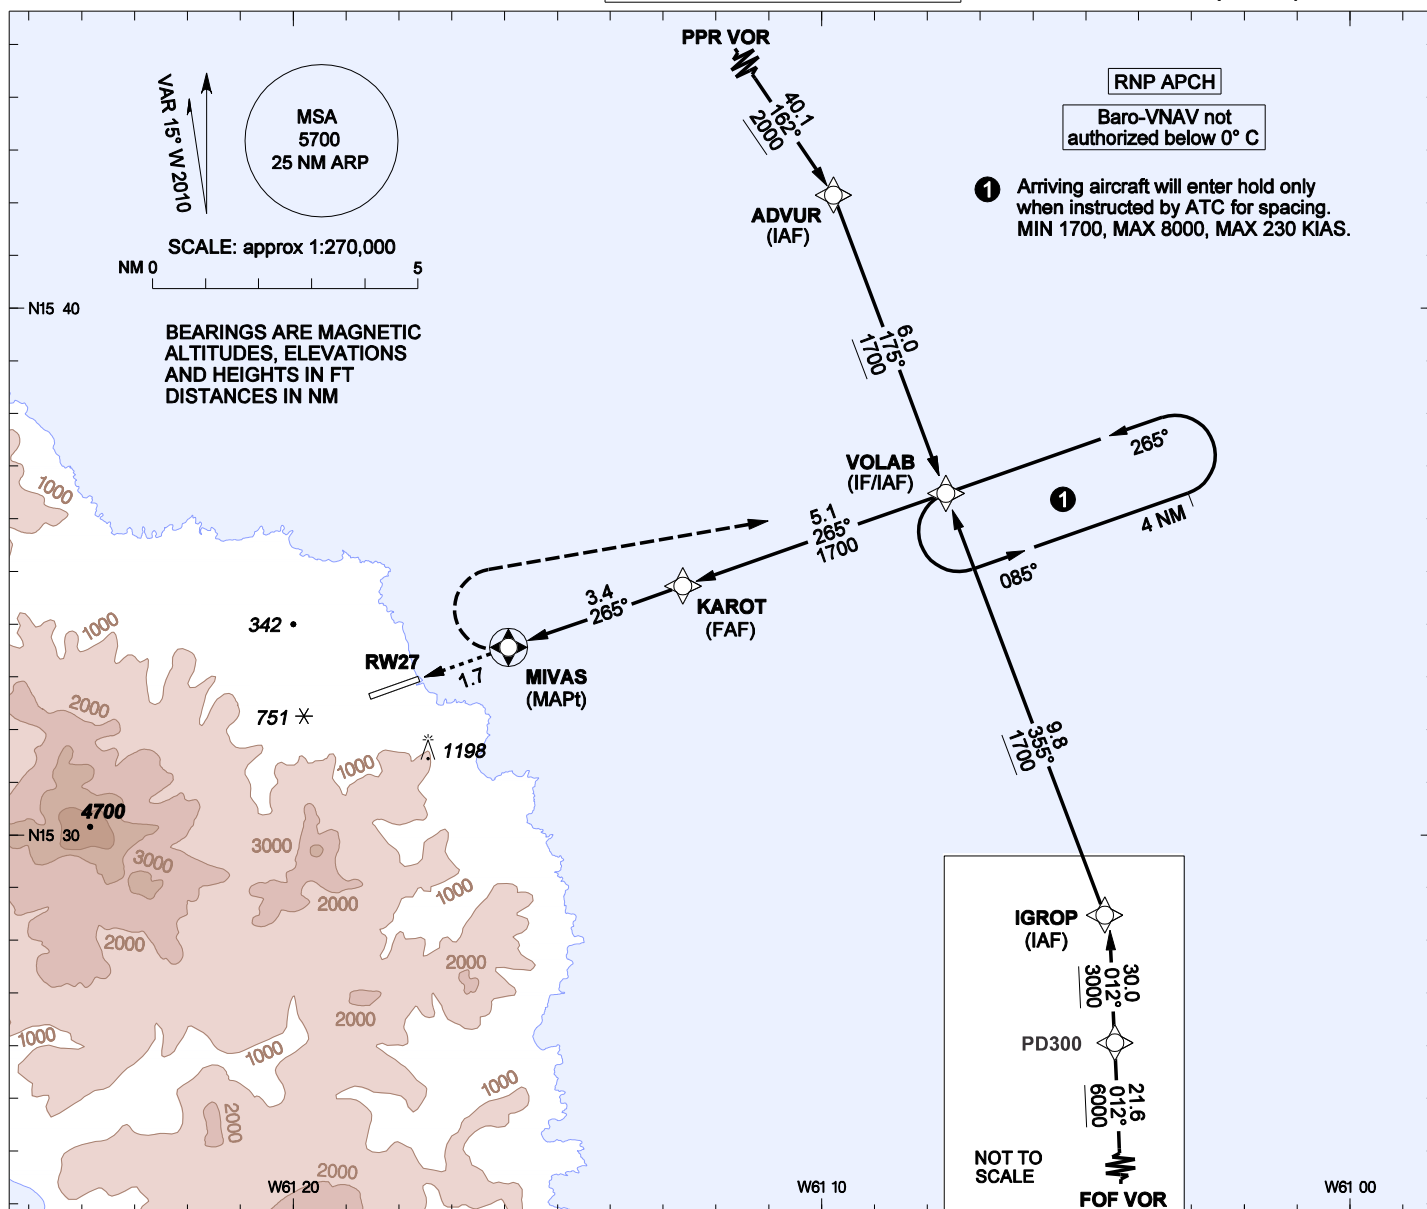 PPR VOR
40.1
162°
2000
VAR 15° W 2010
MSA
5700
25 NM ARP
RNP APCH
Baro-VNAV not
authorized below 0° C
1 Arriving aircraft will enter hold only
when instructed by ATC for spacing.
MIN 1700, MAX 8000, MAX 230 KIAS.
ADVUR
(IAF)
SCALE: approx 1:270,000
NM 0 5
N15 40
BEARINGS ARE MAGNETIC
ALTITUDES, ELEVATIONS
AND HEIGHTS IN FT
DISTANCES IN NM
6.0
175°
1700
265°
VOLAB
(IF/IAF)
1
4 NM
085°
1000
5.1
265°
1700
KAROT
(FAF)
3.4
265°
1000
342
RW27
1.7
MIVAS
(MAPt)
2000
751
1198
1000
9.8
355°
1700
4700
N15 30
3000
3000
1000
2000
2000
IGROP
(IAF)
2000
30.0
012°
3000
2000
1000
1000
PD300
1000
2000
21.6
012°
6000
NOT TO
SCALE
2000
W61 20
W61 10
W61 00
FOF VOR